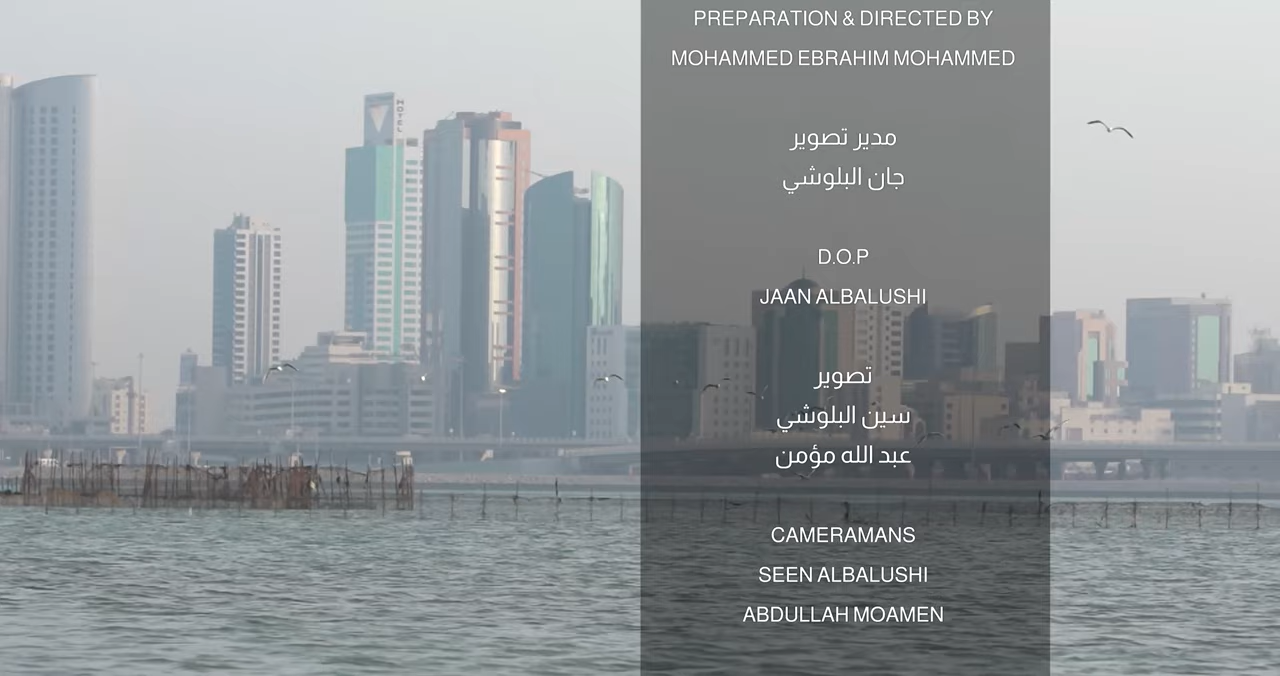 PREPARATION & DIRECTED BY
MOHAMMED EBRAHIM MOHAMMED
مدير تصوير
جان البلوشي
D.O.P
JAAN ALBALUSHI
تصوير
سين البلوشي
عبد الله مؤمن
CAMERAMANS
SEEN ALBALUSHI
ABDULLAH MOAMEN
HOTEL